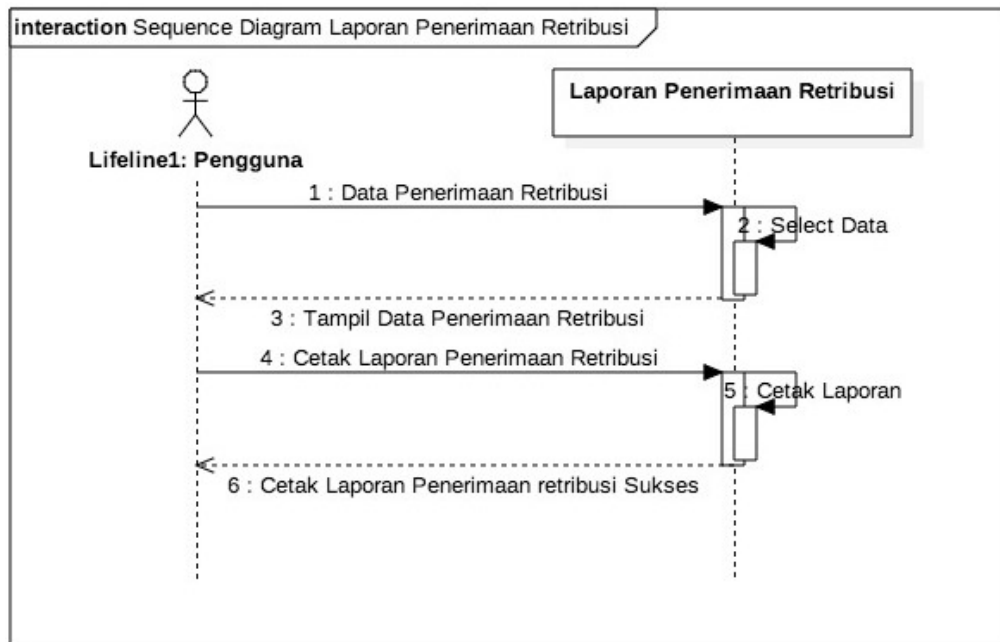 interaction Sequence Diagram Laporan Penerimaan Retribusi
Laporan Penerimaan Retribusi
Lifeline1: Pengguna
1 : Data Penerimaan Retribusi
2 : Select Data
3 : Tampil Data Penerimaan Retribusi
4 : Cetak Laporan Penerimaan Retribusi
5 : Cetak Laporan
6 : Cetak Laporan Penerimaan retribusi Sukses